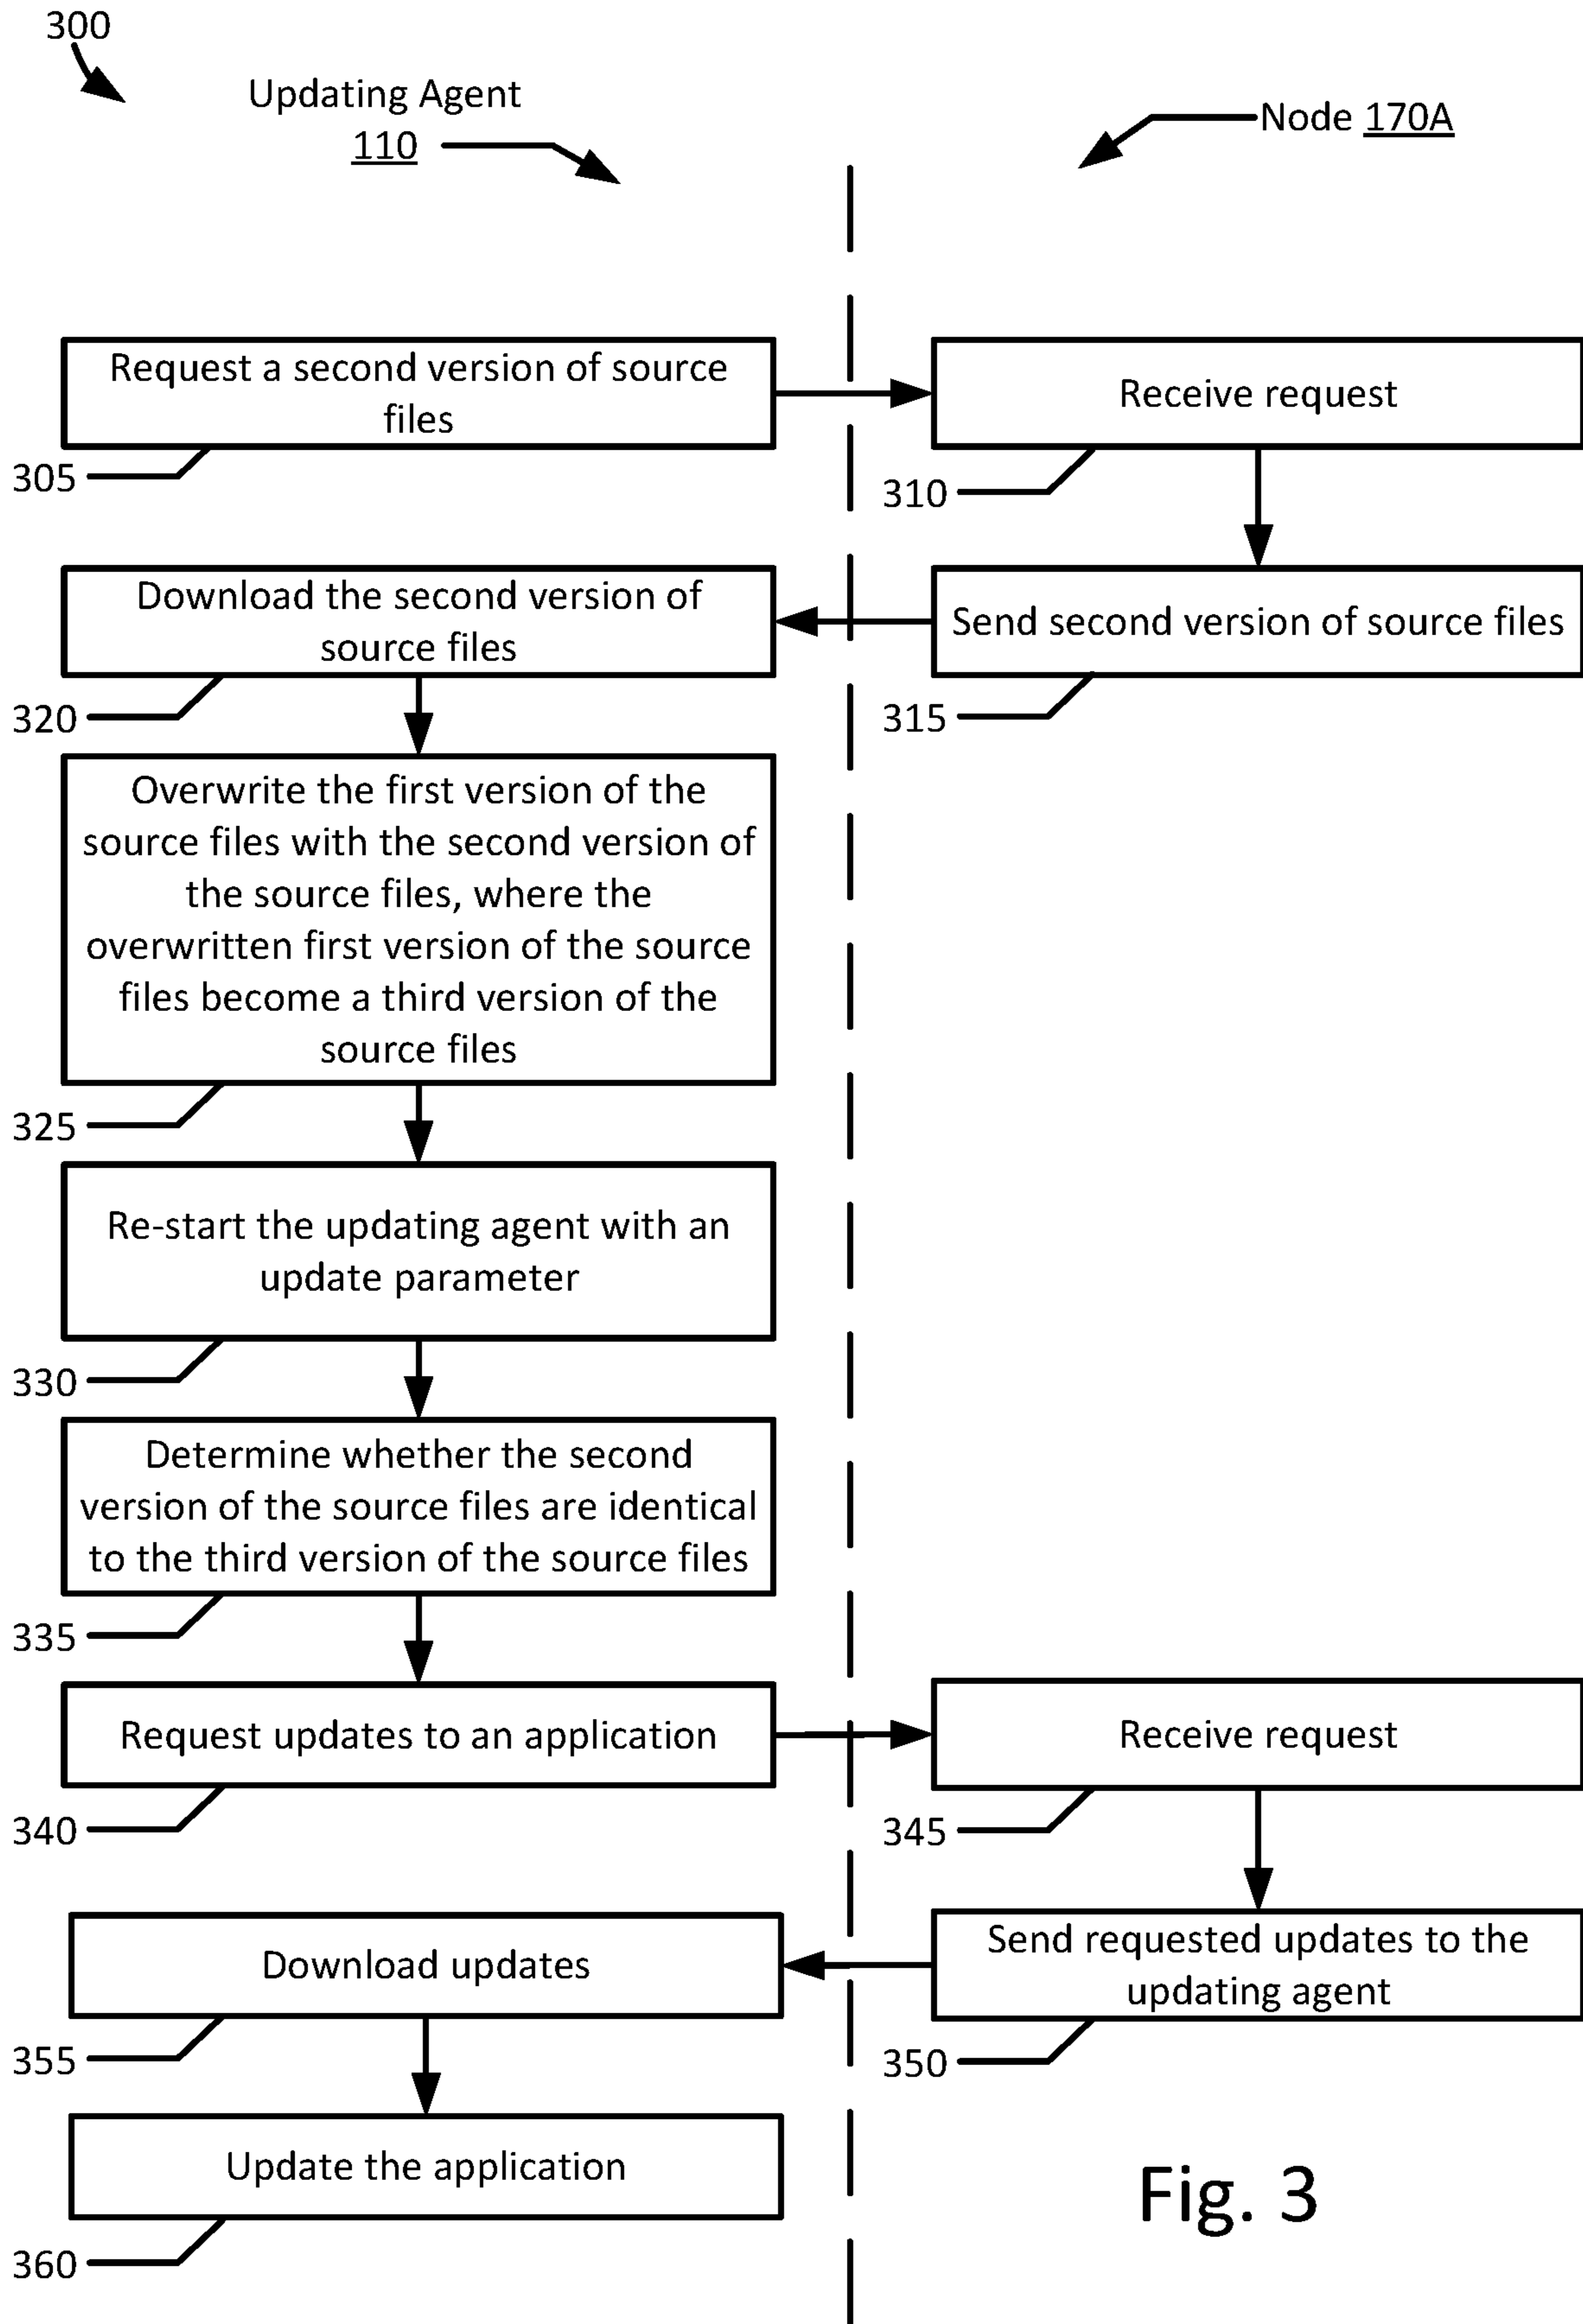 300
Updating Agent
110
Node 170A
Request a second version of source
files
305
Receive request
310
Download the second version of
source files
320
Send second version of source files
315
Overwrite the first version of the
source files with the second version of
the source files, where the
overwritten first version of the source
files become a third version of the
source files
325
Re-start the updating agent with an
update parameter
330
Determine whether the second
version of the source files are identical
to the third version of the source files
335
Request updates to an application
340
Receive request
345
Download updates
355
Send requested updates to the
updating agent
350
Update the application
360
Fig. 3